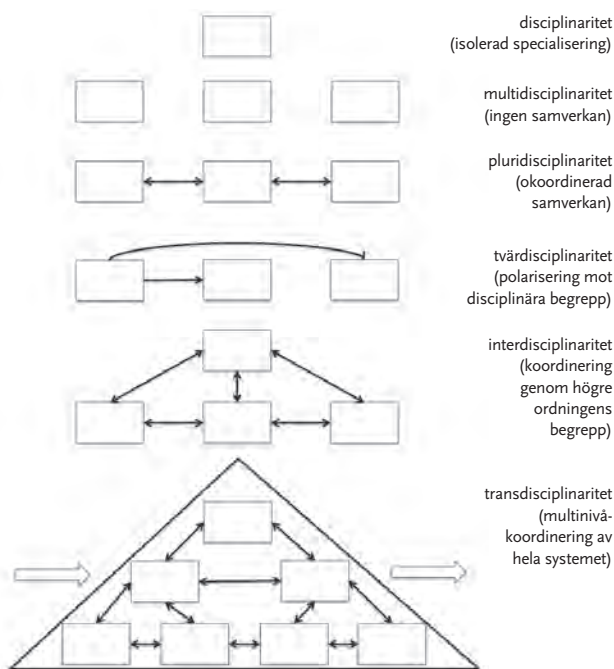 disciplinaritet
(isolerad specialisering)
multidisciplinaritet
(ingen samverkan)
pluridisciplinaritet
(okoordinerad
samverkan)
tvärdisciplinaritet
(polarisering mot
disciplinära begrepp)
interdisciplinaritet
(koordinering
genom högre
ordningens
begrepp)
transdisciplinaritet
(multinivå-
koordinering av
hela systemet)